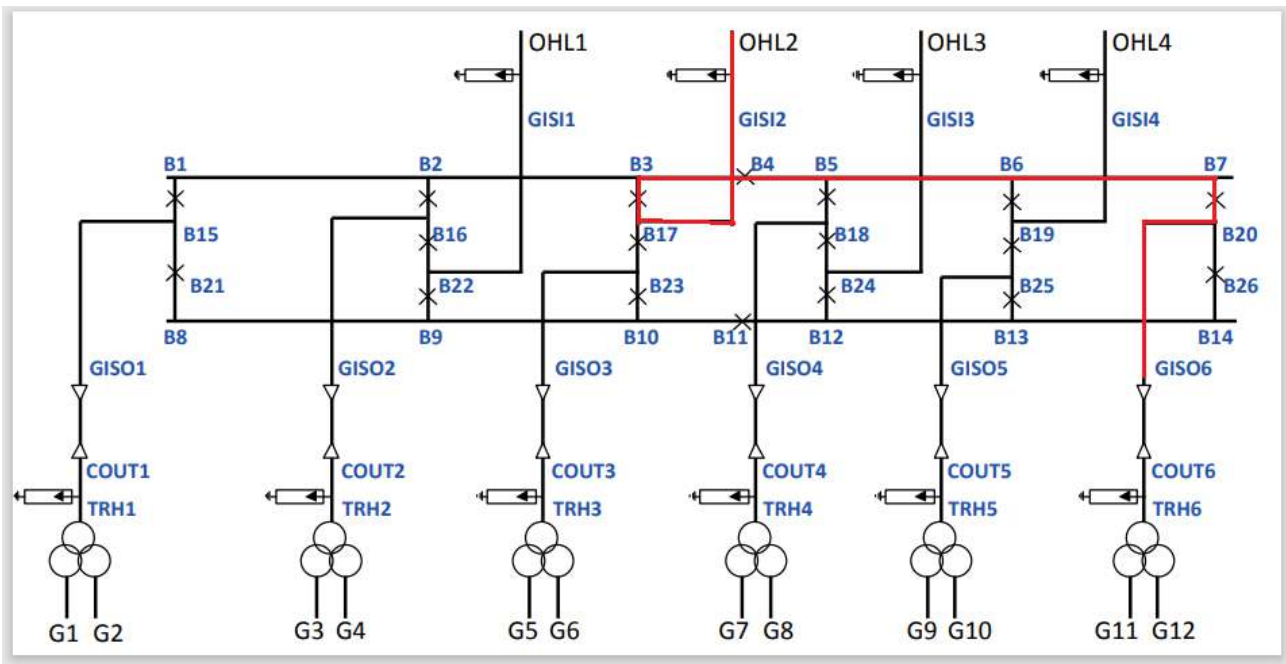 OHL1 OHL2 OHL3 OHL4
GISI1 GISI2 GISI3 GISI4
B1 B2 B3 B4 B5 B6 B7
B15 B16 B17 B18 B19 B20
B21 B22 B23 B24 B25 B26
B8 B9 B10 B11 B12 B13 B14
GISO1 GISO2 GISO3 GISO4 GISO5 GISO6
COUT1 COUT2 COUT3 COUT4 COUT5 COUT6
TRH1 TRH2 TRH3 TRH4 TRH5 TRH6
G1 G2 G3 G4 G5 G6 G7 G8 G9 G10 G11 G12